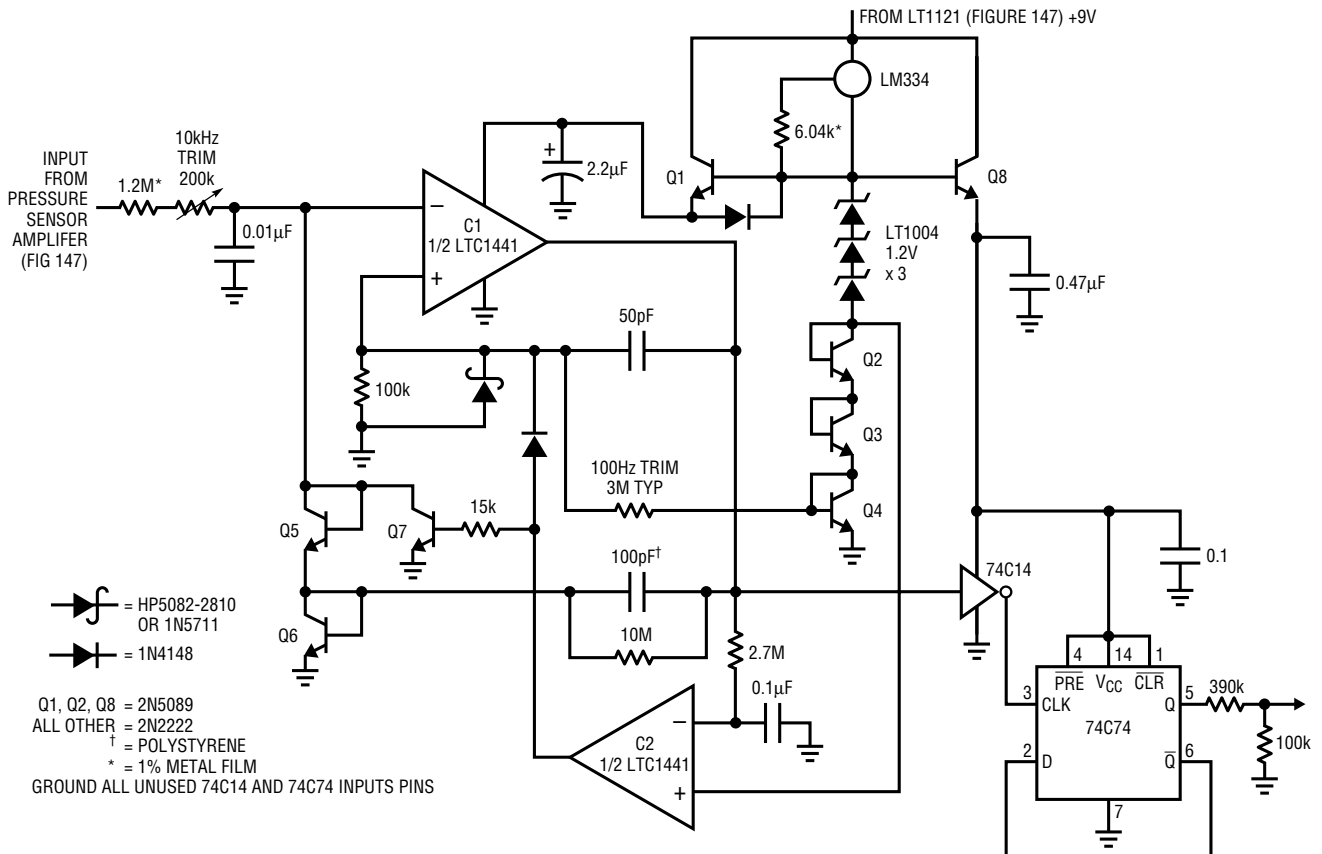 FROM LT1121 (FIGURE 147) +9V
LM334
6.04k*
10kHz
TRIM
200k
INPUT
FROM
PRESSURE
SENSOR
AMPLIFER
(FIG 147)
1.2M*
0.01µF
+
2.2µF
Q1
Q8
–
C1
1/2 LTC1441
+
LT1004
1.2V
x 3
0.47µF
50pF
100k
Q2
Q3
Q4
100Hz TRIM
3M TYP
Q5
Q7
15k
100pF†
10M
Q6
74C14
0.1
= HP5082-2810
OR 1N5711
= 1N4148
2.7M
0.1µF
Q1, Q2, Q8 = 2N5089
ALL OTHER = 2N2222
† = POLYSTYRENE
* = 1% METAL FILM
GROUND ALL UNUSED 74C14 AND 74C74 INPUTS PINS
–
C2
1/2 LTC1441
+
4 14 1
PRE VCC CLR
3 CLK
Q 5
390k
74C74
100k
2 D
Q 6
7